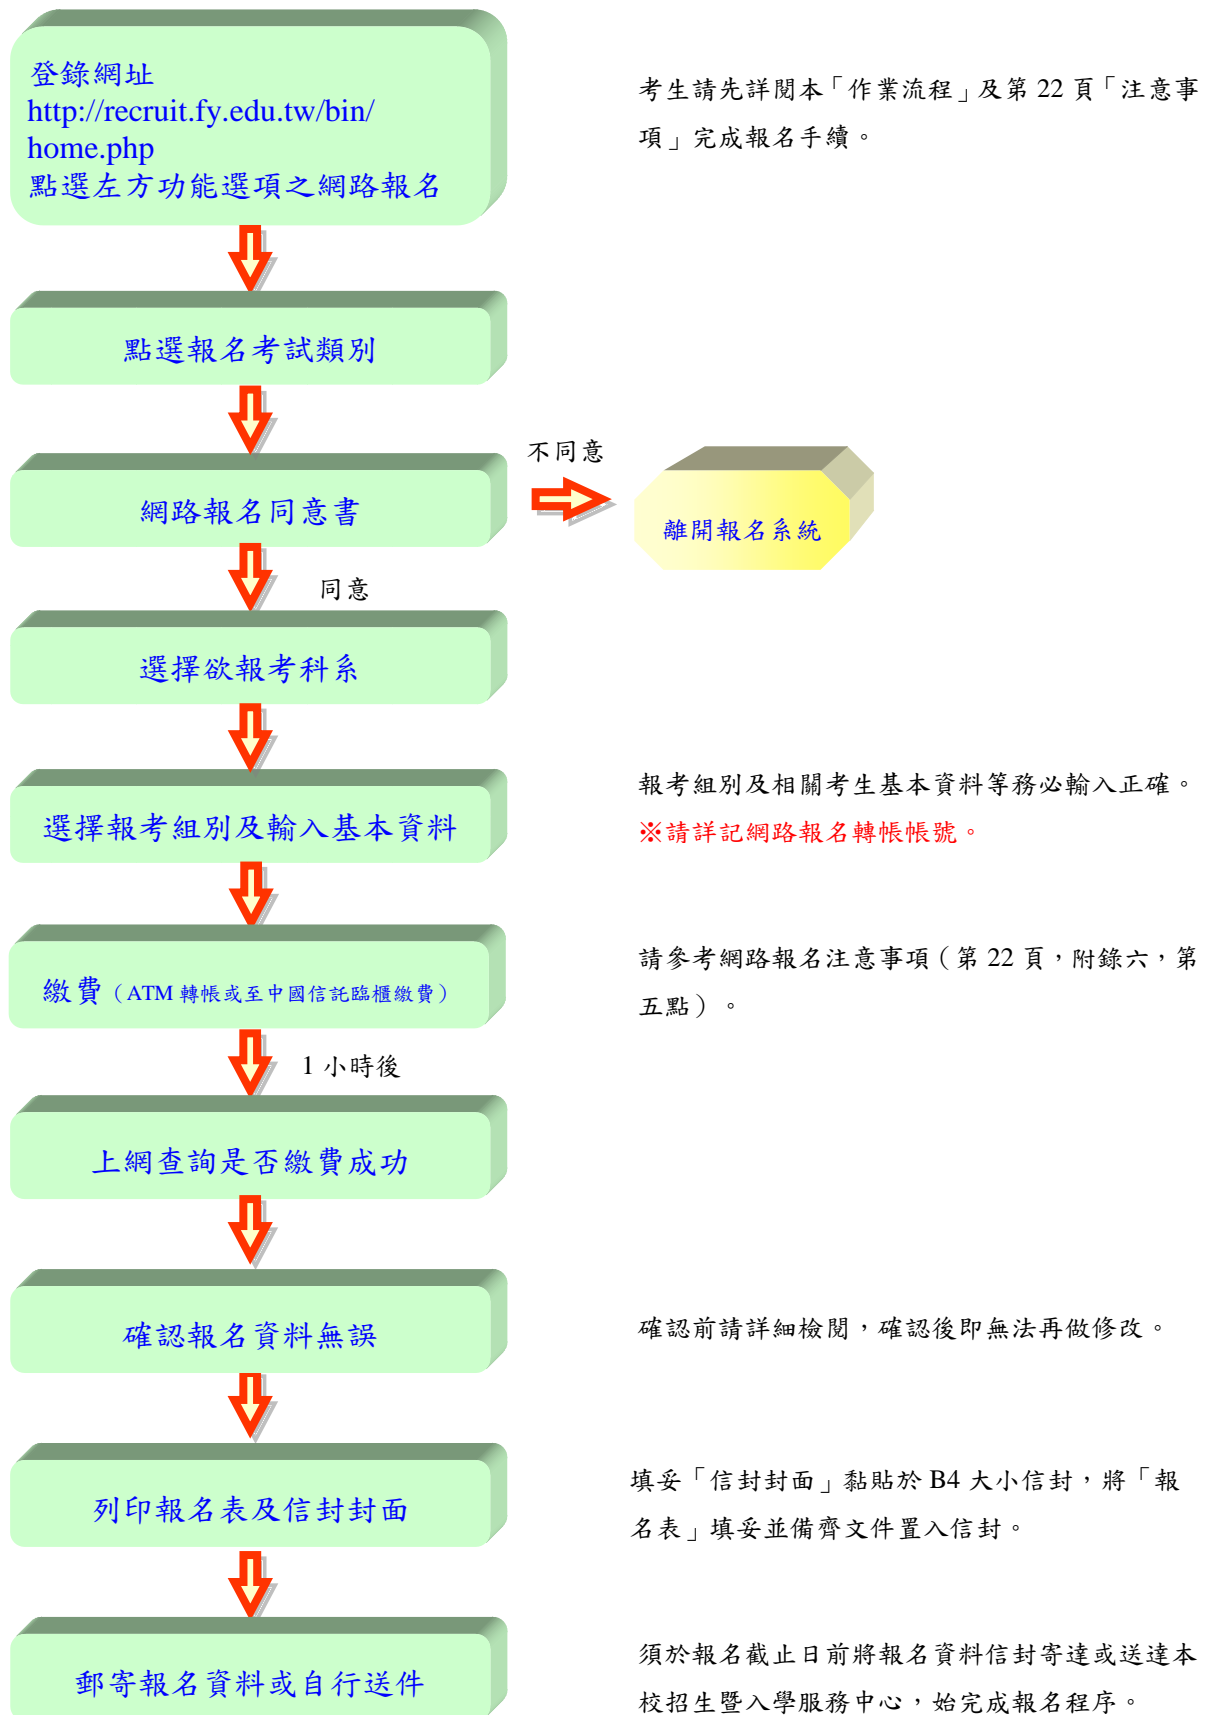 登錄網址
http://recruit.fy.edu.tw/bin/
home.php
點選左方功能選項之網路報名
考生請先詳閱本「作業流程」及第 22 頁「注意事
項」完成報名手續。
點選報名考試類別
網路報名同意書
不同意
離開報名系統
同意
選擇欲報考科系
選擇報考組別及輸入基本資料
報考組別及相關考生基本資料等務必輸入正確。
※請詳記網路報名轉帳帳號。
繳費（ATM 轉帳或至中國信託臨櫃繳費）
請參考網路報名注意事項（第 22 頁，附錄六，第
五點）。
1 小時後
上網查詢是否繳費成功
確認報名資料無誤
確認前請詳細檢閱，確認後即無法再做修改。
列印報名表及信封封面
填妥「信封封面」黏貼於 B4 大小信封，將「報
名表」填妥並備齊文件置入信封。
郵寄報名資料或自行送件
須於報名截止日前將報名資料信封寄達或送達本
校招生暨入學服務中心，始完成報名程序。